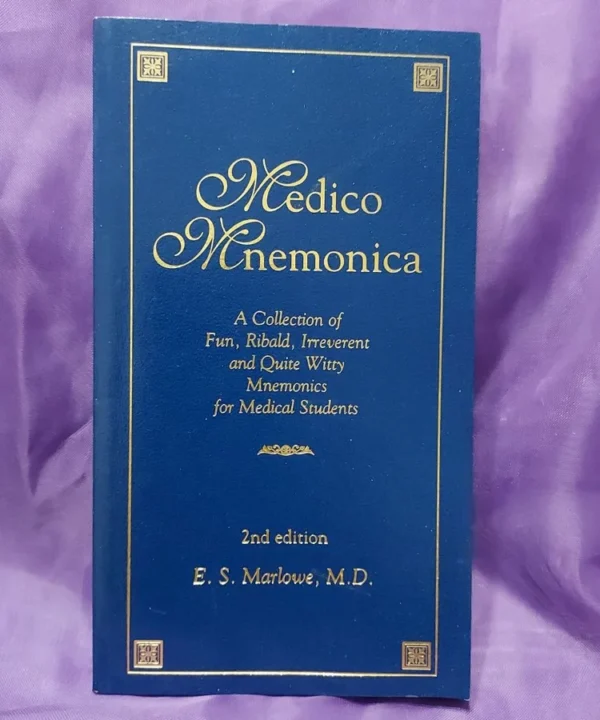 Medico
Mnemonica
A Collection of
Fun, Ribald, Irreverent
and Quite Witty
Mnemonics
for Medical Students
2nd edition
E. S. Marlowe, M.D.